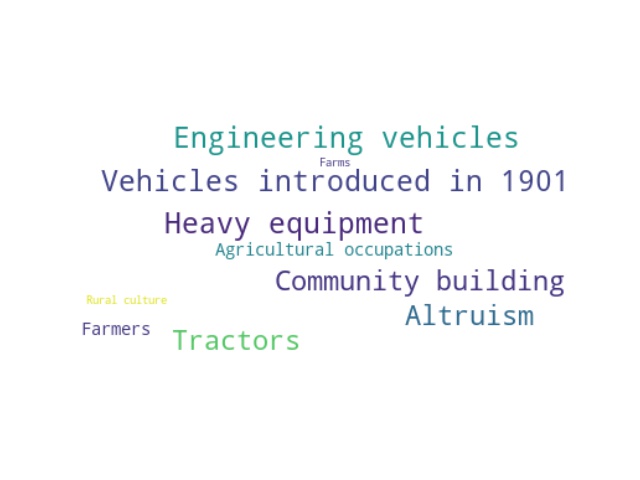 Engineering vehicles
Farms
Vehicles introduced in 1901
Heavy equipment
Agricultural occupations
Community building
Rural culture
Altruism
Farmers
Tractors